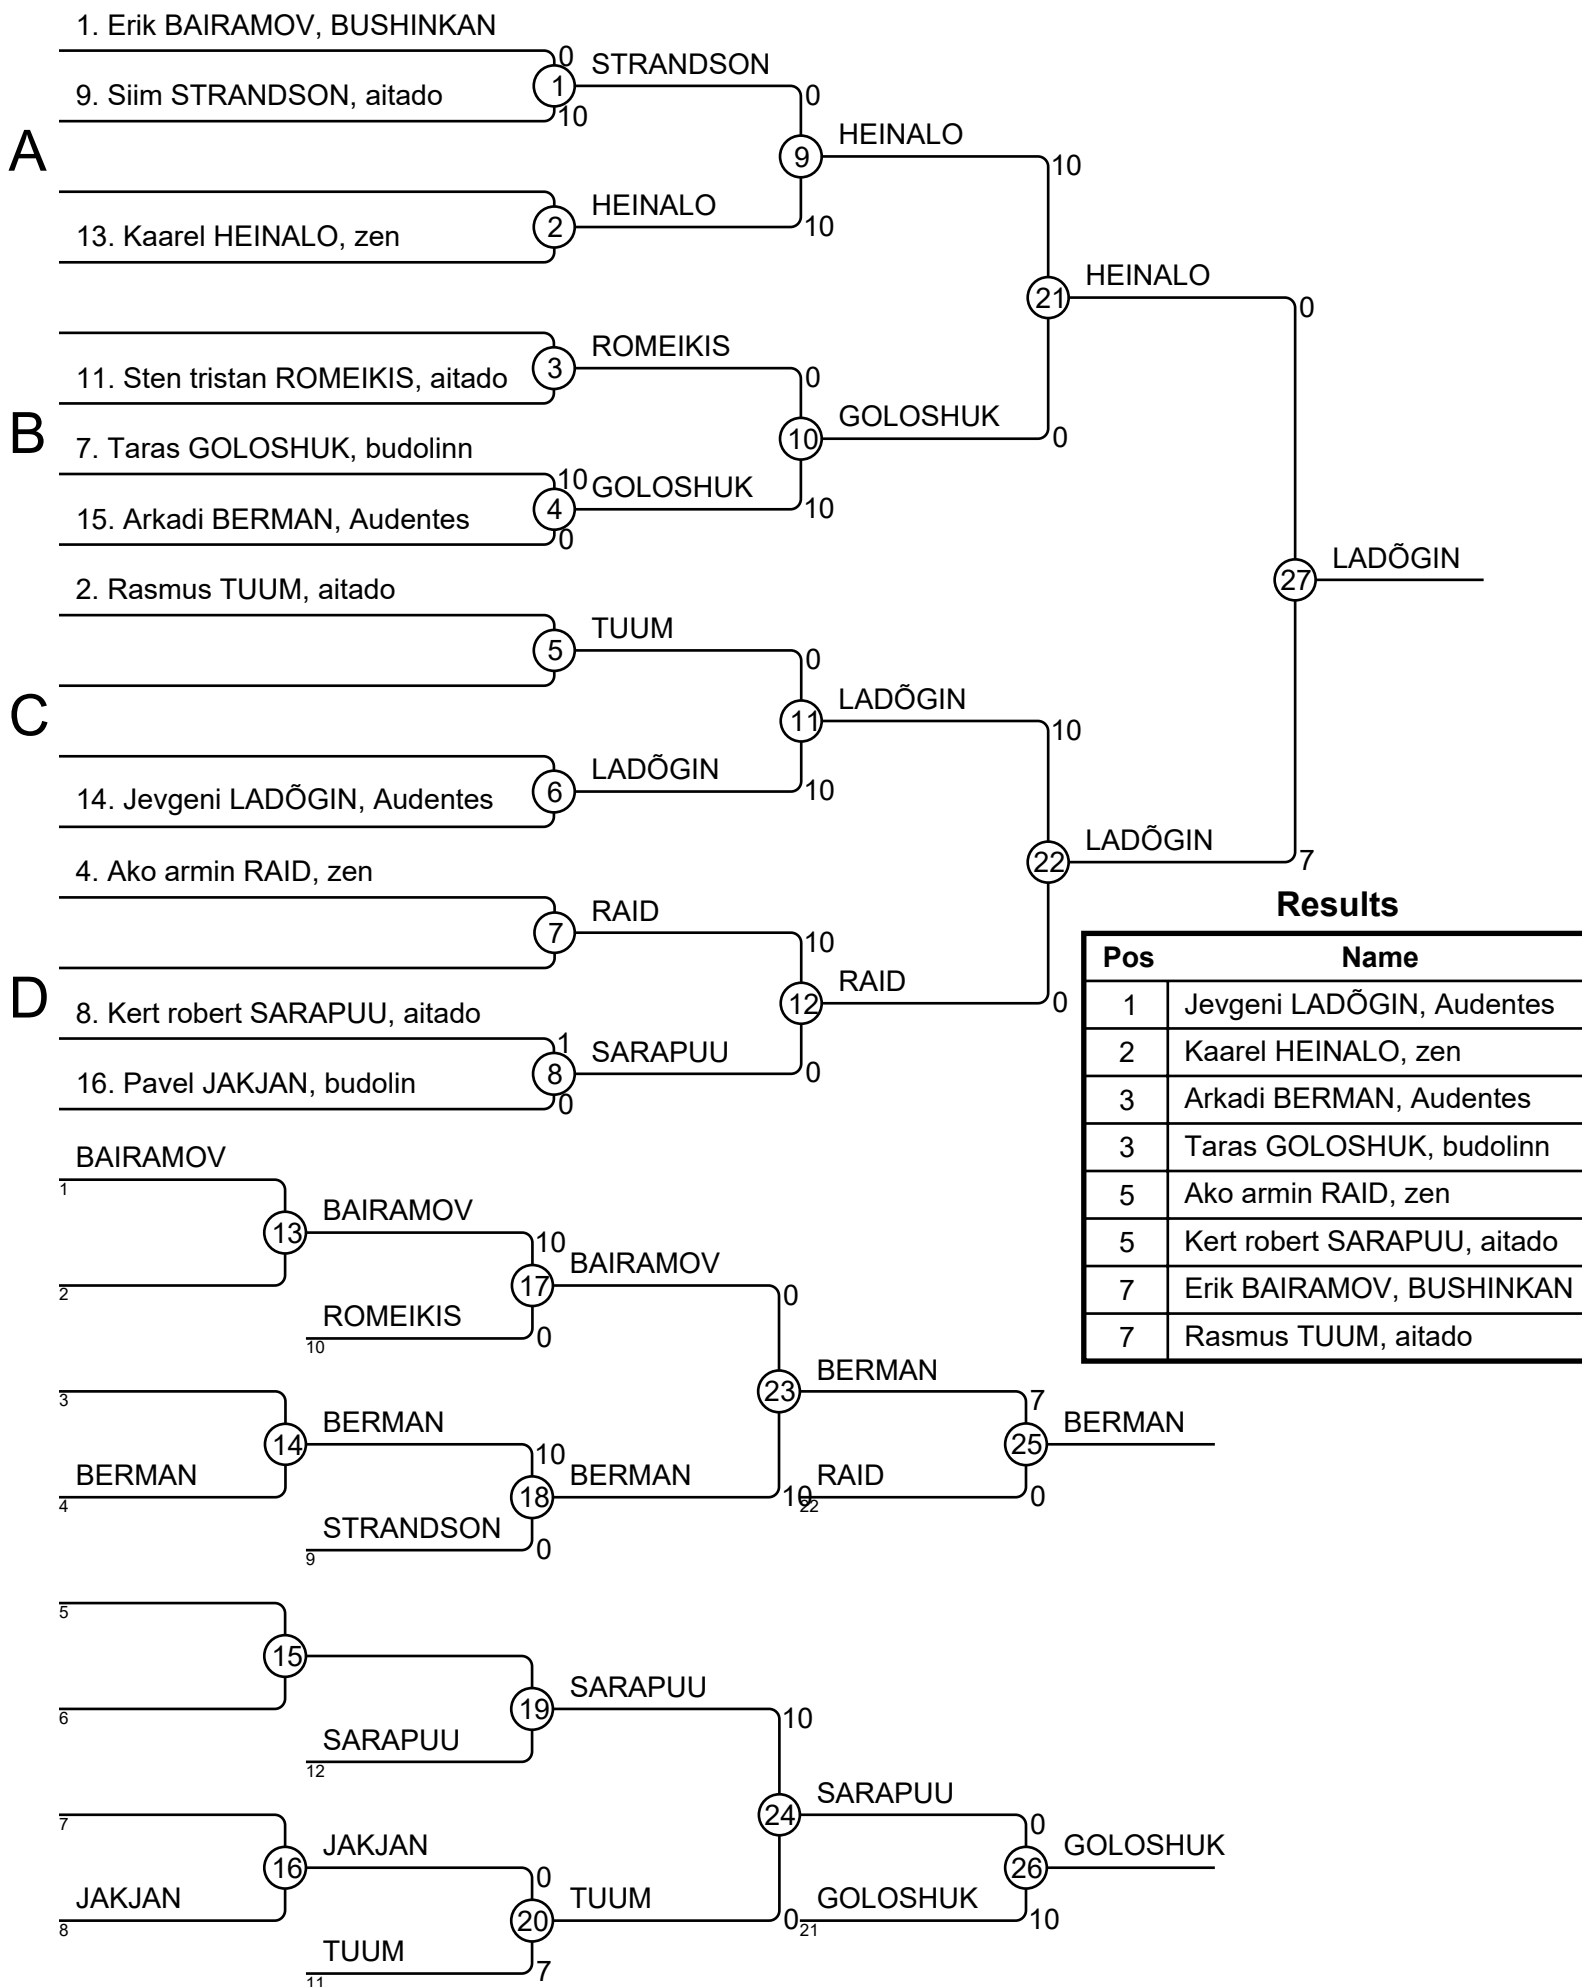 1. Erik BAIRAMOV, BUSHINKAN
0
STRANDSON
1
9. Siim STRANDSON, aitado
10
0
A
HEINALO
9
10
HEINALO
2
10
13. Kaarel HEINALO, zen
HEINALO
21
0
ROMEIKIS
3
0
11. Sten tristan ROMEIKIS, aitado
B
GOLOSHUK
10
0
7. Taras GOLOSHUK, budolinn
10
GOLOSHUK
4
10
15. Arkadi BERMAN, Audentes
0
LADÕGIN
27
2. Rasmus TUUM, aitado
TUUM
5
0
C
LADÕGIN
11
10
LADÕGIN
6
10
14. Jevgeni LADÕGIN, Audentes
LADÕGIN
22
7
4. Ako armin RAID, zen
RAID
7
10
D
RAID
12
0
8. Kert robert SARAPUU, aitado
1
SARAPUU
8
0
16. Pavel JAKJAN, budolin
0
Results
Pos Name
1 Jevgeni LADÕGIN, Audentes
2 Kaarel HEINALO, zen
3 Arkadi BERMAN, Audentes
3 Taras GOLOSHUK, budolinn
5 Ako armin RAID, zen
5 Kert robert SARAPUU, aitado
7 Erik BAIRAMOV, BUSHINKAN
7 Rasmus TUUM, aitado
BAIRAMOV
1
BAIRAMOV
13
10
2
BAIRAMOV
17
0
ROMEIKIS
10
0
BERMAN
23
7
3
BERMAN
14
10
BERMAN
4
BERMAN
18
10
STRANDSON
9
0
RAID
22
0
BERMAN
25
5
15
6
SARAPUU
19
10
SARAPUU
12
SARAPUU
24
0
7
JAKJAN
16
0
JAKJAN
8
TUUM
20
0
TUUM
11
7
GOLOSHUK
21
10
GOLOSHUK
26